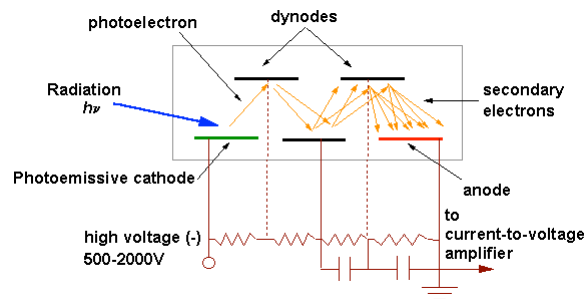 photoelectron
dynodes
Radiation
hν
secondary
electrons
Photoemissive cathode
anode
high voltage (-)
500-2000V
to
current-to-voltage
amplifier